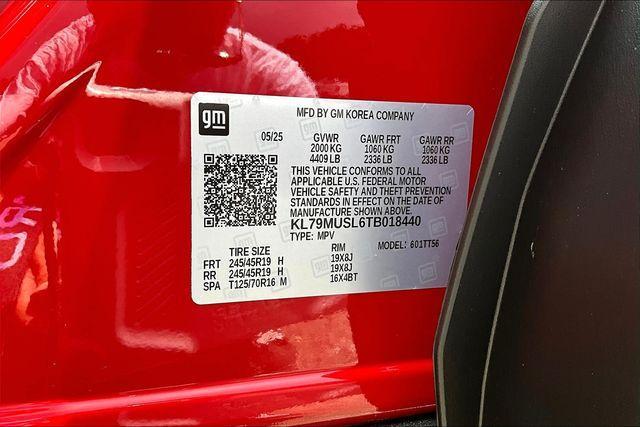 gm
MFD BY GM KOREA COMPANY
05/25 GVWR GAWR FRT GAWR RR
2000 KG 1060 KG 1060 KG
4409 LB 2336 LB 2336 LB
THIS VEHICLE CONFORMS TO ALL
APPLICABLE U.S. FEDERAL MOTOR
VEHICLE SAFETY AND THEFT PREVENTION
STANDARDS IN EFFECT ON THE DATE OF
MANUFACTURE SHOWN ABOVE.
KL79MUSL6TB018440
TYPE: MPV MODEL: 601TT56
TIRE SIZE RIM
FRT 245/45R19 H 19X8J
RR 245/45R19 H 19X8J
SPA T125/70R16 M 16X4BT